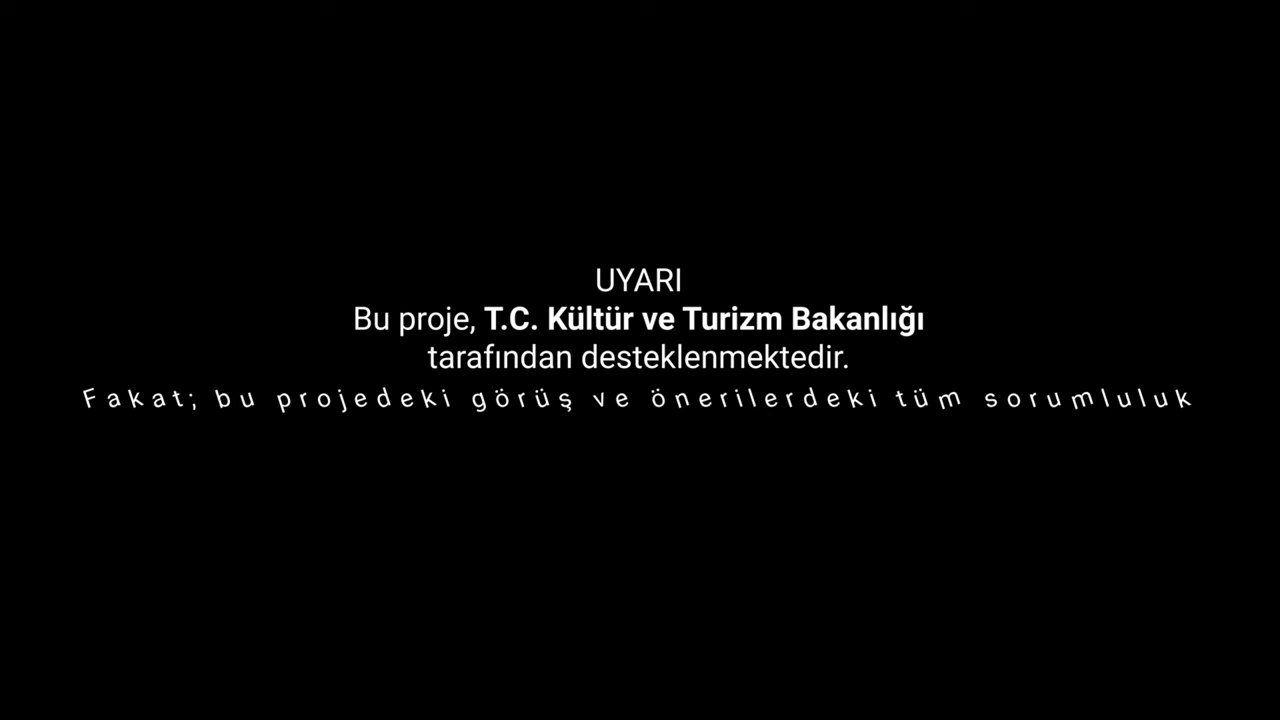 UYARI
Bu proje, T.C. Kültür ve Turizm Bakanlığı
tarafından desteklenmektedir.
Fakat; bu projedeki görüş ve önerilerdeki tüm sorumluluk